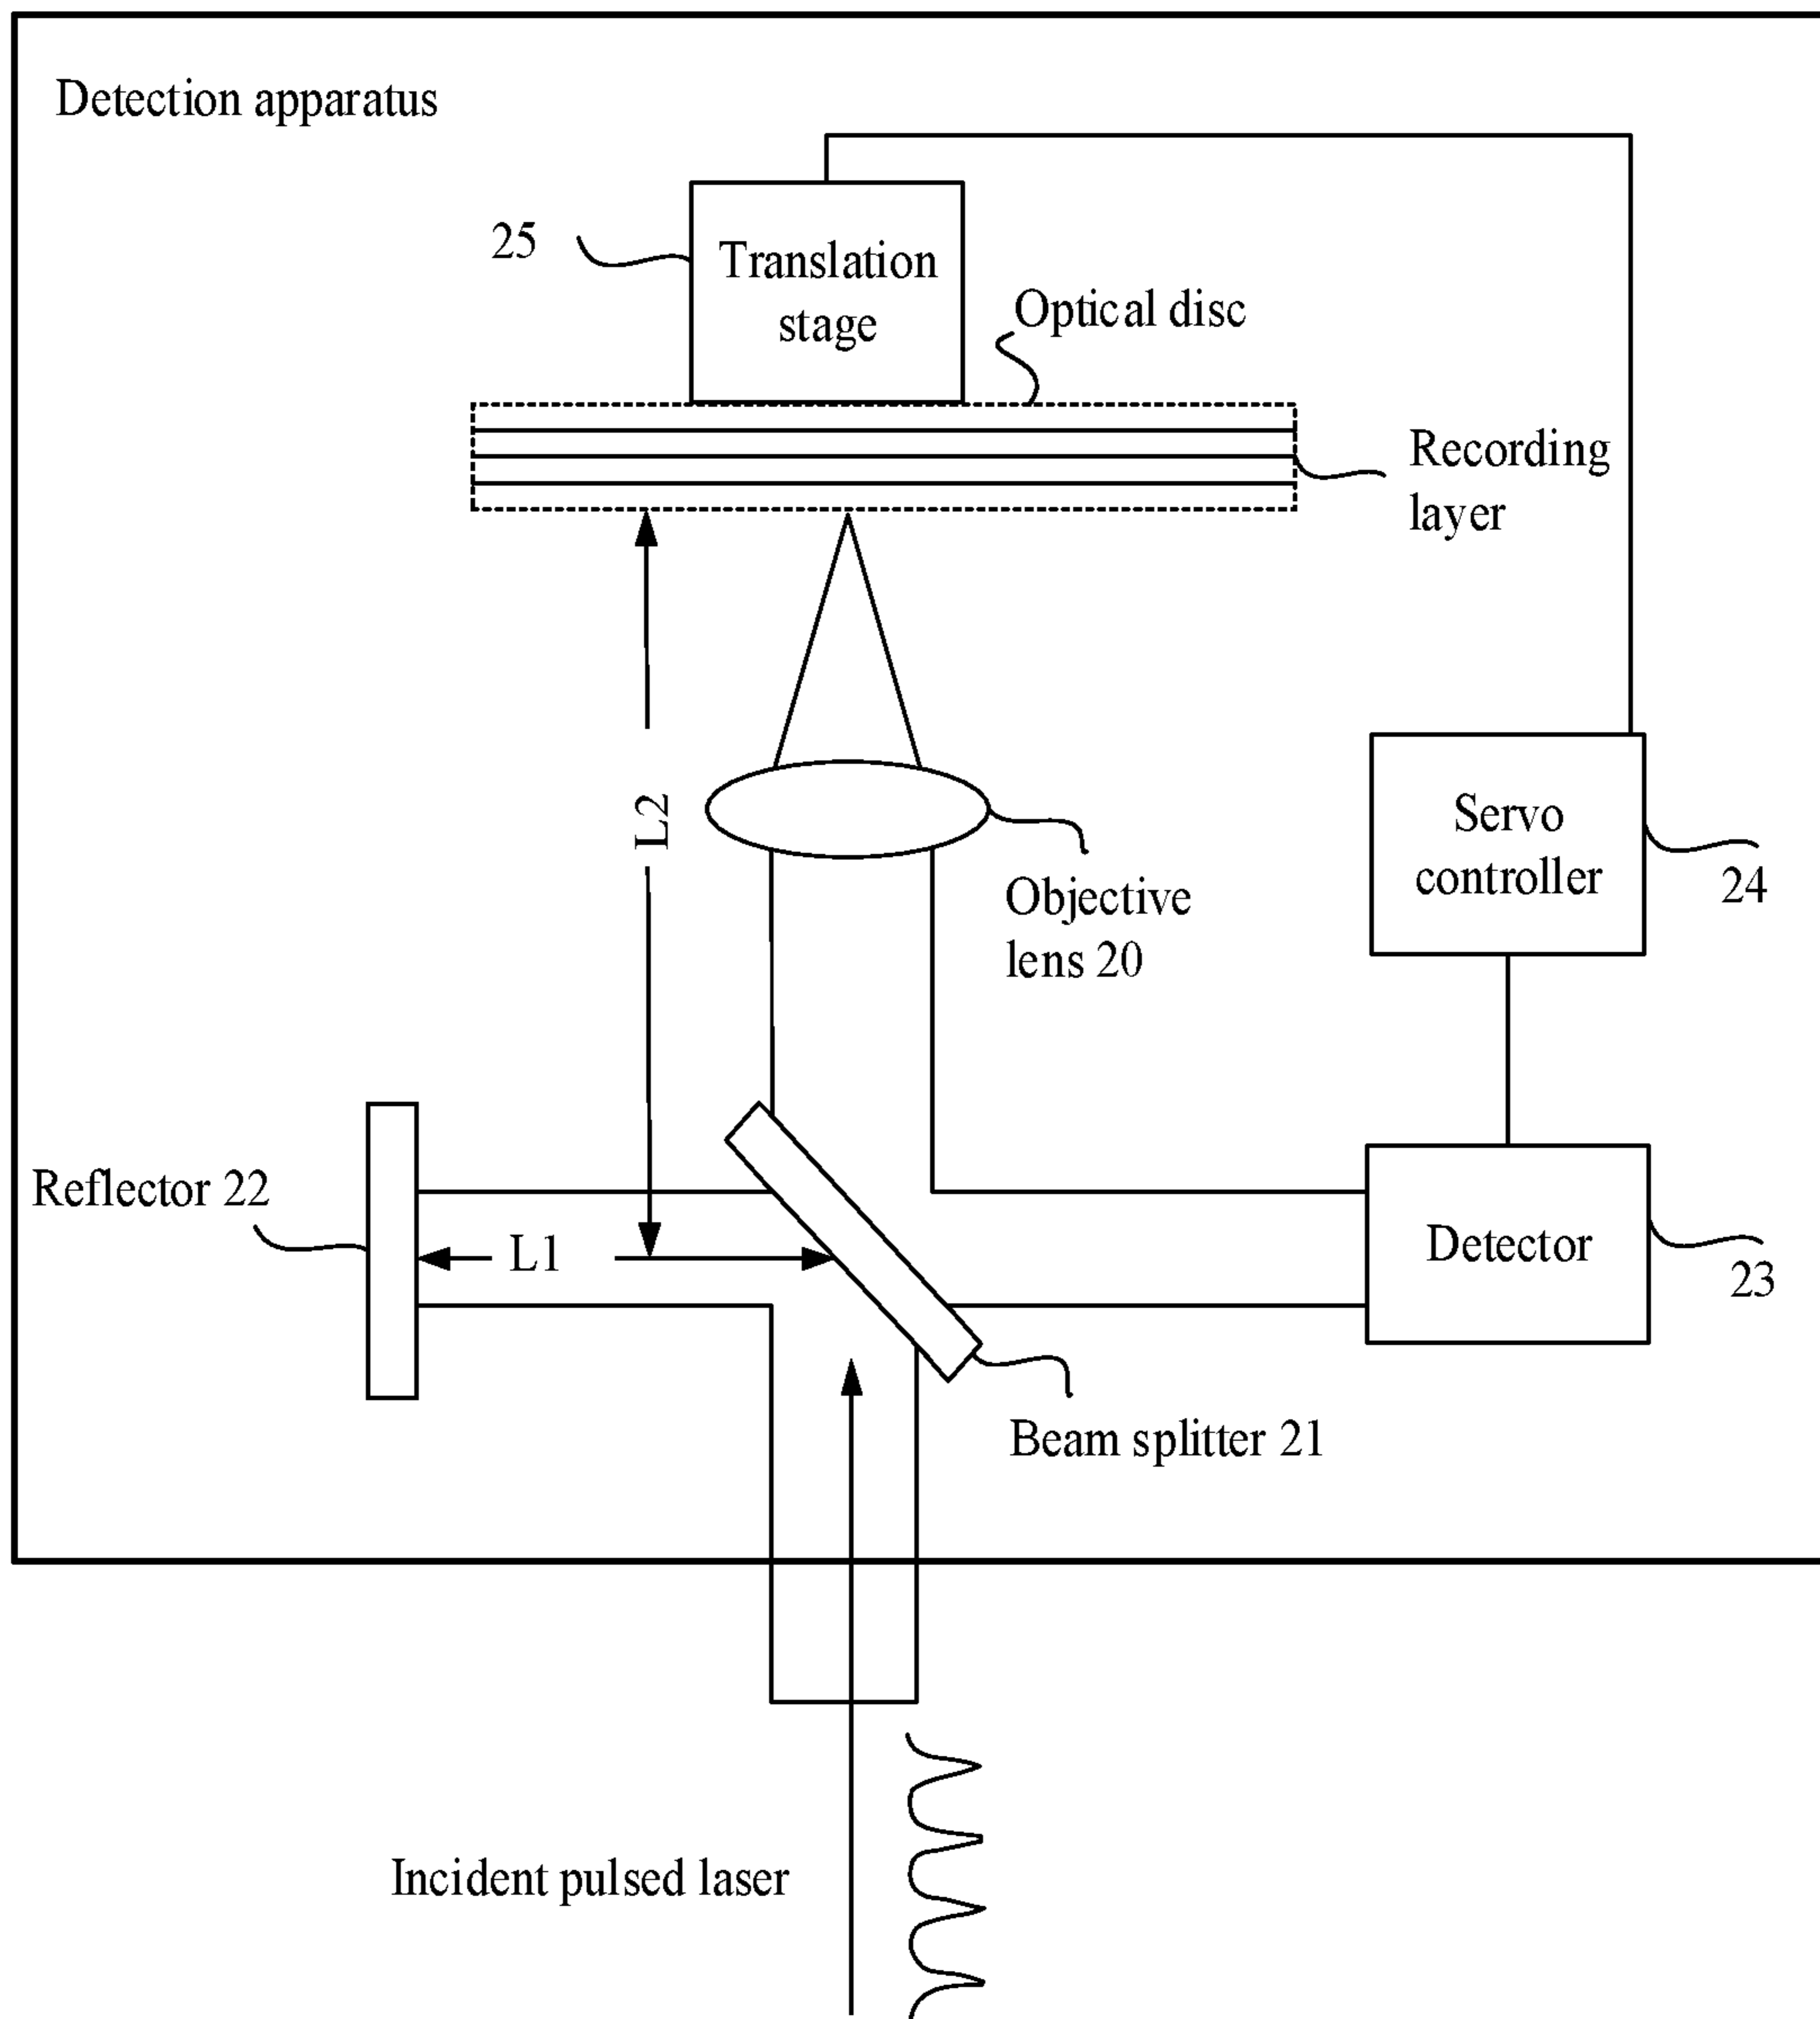 Detection apparatus
25
Translation
stage
Optical disc
Recording
layer
L2
Servo
controller
24
Objective
lens 20
Reflector 22
L1
Detector
23
Beam splitter 21
Incident pulsed laser